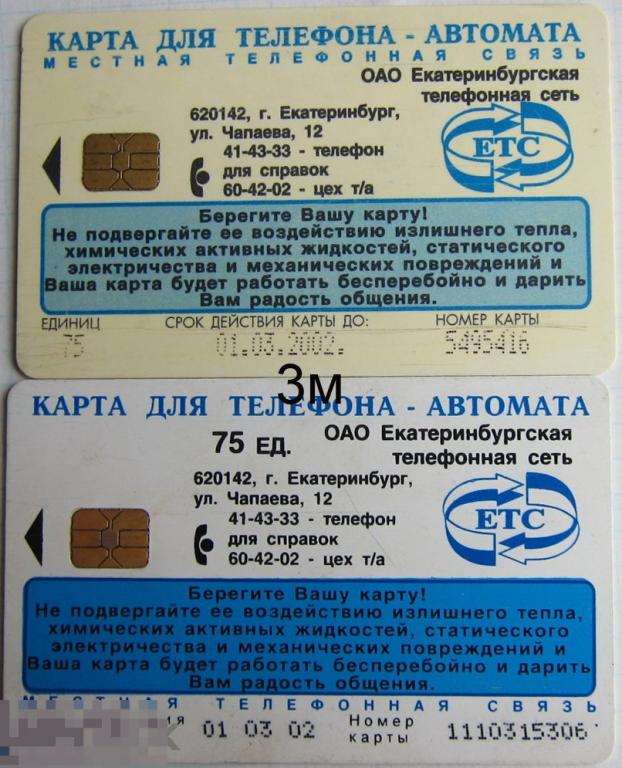 КАРТА ДЛЯ ТЕЛЕФОНА - АВТОМАТА
МЕСТНАЯ ТЕЛЕФОННАЯ СВЯЗЬ
ОАО Екатеринбургская
телефонная сеть
620142, г. Екатеринбург,
ул. Чапаева, 12
41-43-33 - телефон
для справок
60-42-02 - цех т/а
ЕТС
Берегите Вашу карту!
Не подвергайте ее воздействию излишнего тепла,
химических активных жидкостей, статического
электричества и механических повреждений и
Ваша карта будет работать бесперебойно и дарить
Вам радость общения.
ЕДИНИЦ СРОК ДЕЙСТВИЯ КАРТЫ ДО: НОМЕР КАРТЫ
75 01.03.2002. 5495416
3м
КАРТА ДЛЯ ТЕЛЕФОНА - АВТОМАТА
75 ЕД. ОАО Екатеринбургская
телефонная сеть
620142, г. Екатеринбург,
ул. Чапаева, 12
41-43-33 - телефон
для справок
60-42-02 - цех т/а
ЕТС
Берегите Вашу карту!
Не подвергайте ее воздействию излишнего тепла,
химических активных жидкостей, статического
электричества и механических повреждений и
Ваша карта будет работать бесперебойно и дарить
Вам радость общения.
МЕСТНАЯ ТЕЛЕФОННАЯ СВЯЗЬ
01 03 02 Номер
карты 1110315306